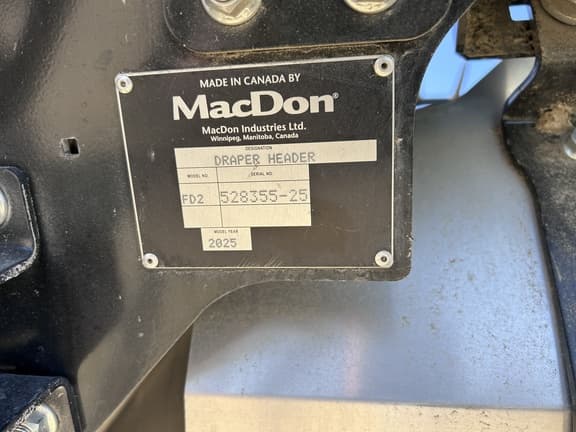 MADE IN CANADA BY
MacDon®
MacDon Industries Ltd.
Winnipeg, Manitoba, Canada
DESIGNATION
DRAPER HEADER
MODEL NO. SERIAL NO.
FD2 528355-25
MODEL YEAR
2025